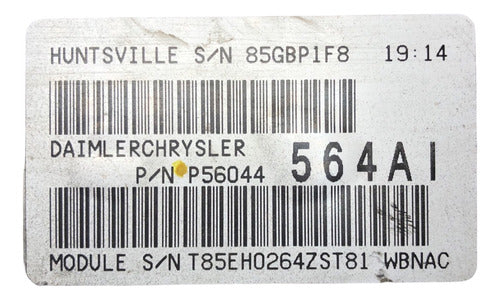 HUNTSVILLE S/N 85GBP1F8 19:14
DAIMLERCHRYSLER
P/N P56044 564AI
MODULE S/N T85EH0264ZST81 WBNAC